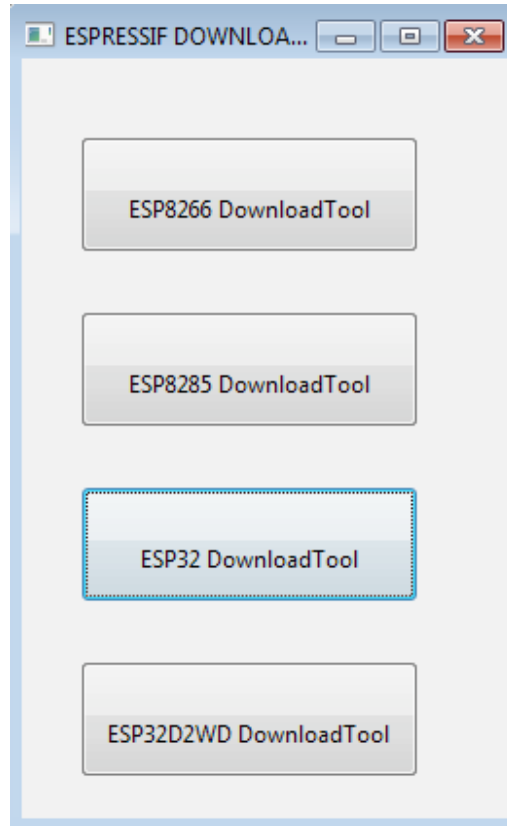 ESPRESSIF DOWNLOA...
ESP8266 DownloadTool
ESP8285 DownloadTool
ESP32 DownloadTool
ESP32D2WD DownloadTool